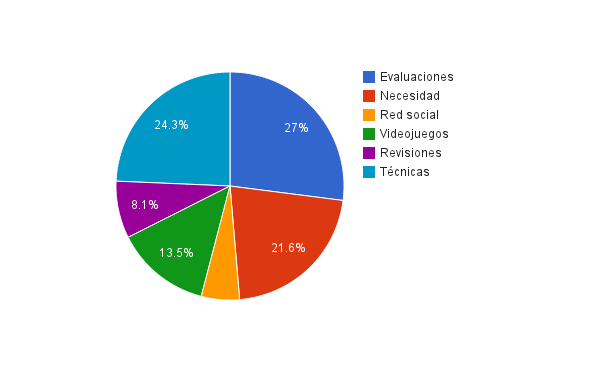 Evaluaciones
Necesidad
Red social
Videojuegos
Revisiones
Técnicas
27%
21.6%
13.5%
8.1%
24.3%